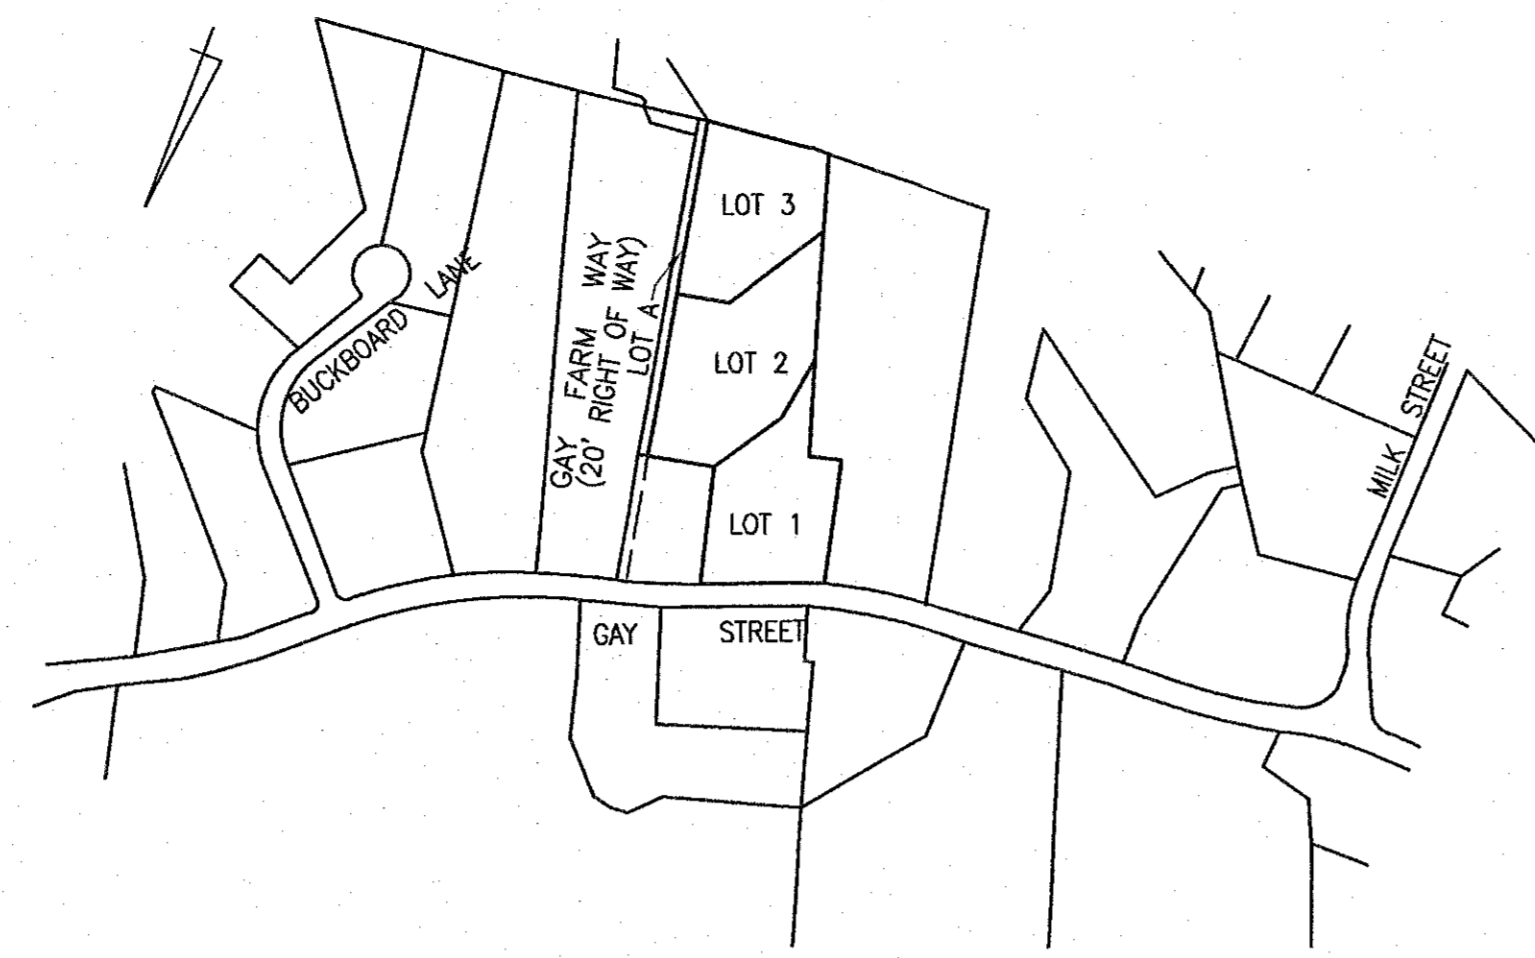 LOT 3
BUCKBOARD LANE
GAY FARM WAY
(20' RIGHT OF WAY)
LOT A
LOT 2
MILK STREET
LOT 1
GAY STREET